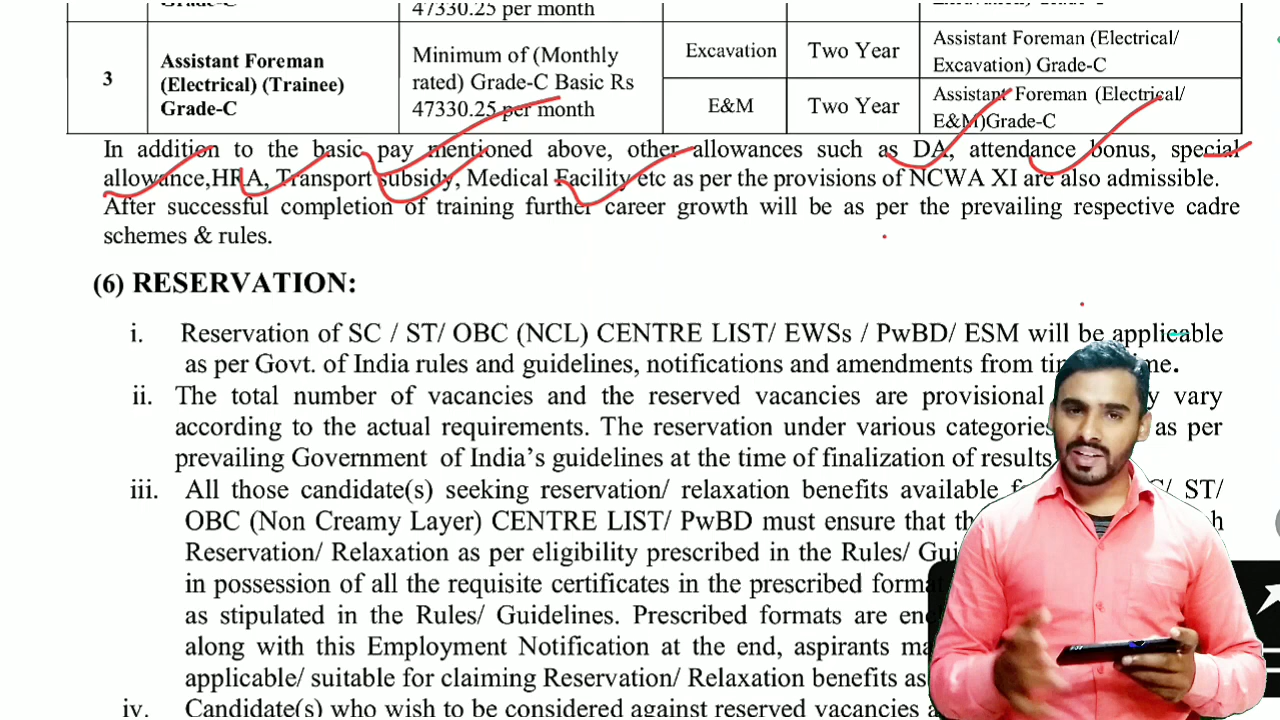 47330.25 per month
3
Assistant Foreman
(Electrical) (Trainee)
Grade-C
Minimum of (Monthly
rated) Grade-C Basic Rs
47330.25 per month
Excavation
Two Year
Assistant Foreman (Electrical/
Excavation) Grade-C
E&M
Two Year
Assistant Foreman (Electrical/
E&M)Grade-C
In addition to the basic pay mentioned above, other allowances such as DA, attendance bonus, special
allowance,HRA, Transport subsidy, Medical Facility etc as per the provisions of NCWA XI are also admissible.
After successful completion of training further career growth will be as per the prevailing respective cadre
schemes & rules.
(6) RESERVATION:
i. Reservation of SC / ST/ OBC (NCL) CENTRE LIST/ EWSs / PwBD/ ESM will be applicable
as per Govt. of India rules and guidelines, notifications and amendments from
ii. The total number of vacancies and the reserved vacancies are provisional vary
according to the actual requirements. The reservation under various categories as per
prevailing Government of India's guidelines at the time of finalization of results
iii. All those candidate(s) seeking reservation/ relaxation benefits available ST/
OBC (Non Creamy Layer) CENTRE LIST/ PwBD must ensure that
Reservation/ Relaxation as per eligibility prescribed in the Rules/
in possession of all the requisite certificates in the prescribed
as stipulated in the Rules/ Guidelines. Prescribed formats are
along with this Employment Notification at the end, aspirants
applicable/ suitable for claiming Reservation/ Relaxation benefits
iv. Candidate(s) who wish to be considered against reserved vacancies